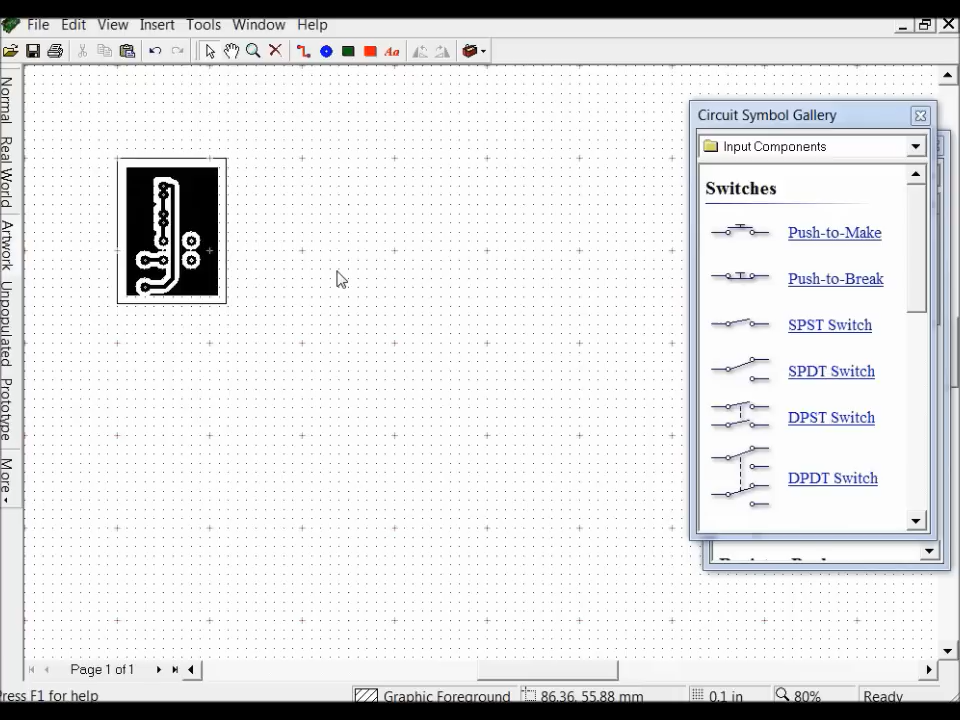 File Edit View Insert Tools Window Help
Aa
Normal
Real World
Artwork
Unpopulated
Prototype
More
Circuit Symbol Gallery
Input Components
Switches
Push-to-Make
Push-to-Break
SPST Switch
SPDT Switch
DPST Switch
DPDT Switch
Page 1 of 1
Press F1 for help
Graphic Foreground
86.36, 55.88 mm
0.1 in
80%
Ready